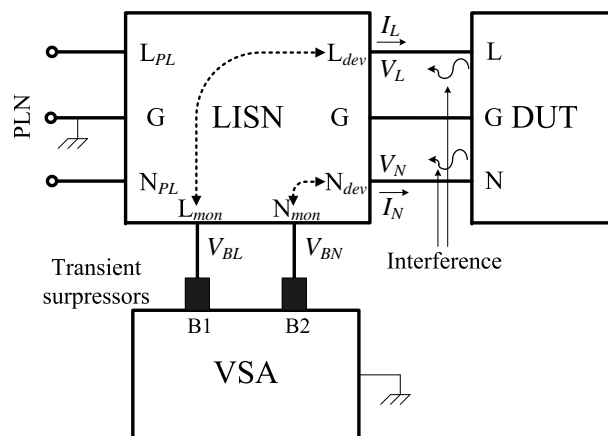 I_L
L_PL
L_dev
V_L
L
PLN
G
LISN
G
G
DUT
N_PL
N_dev
V_N
N
L_mon
N_mon
I_N
V_BL
V_BN
Interference
Transient
surpressors
B1
B2
VSA